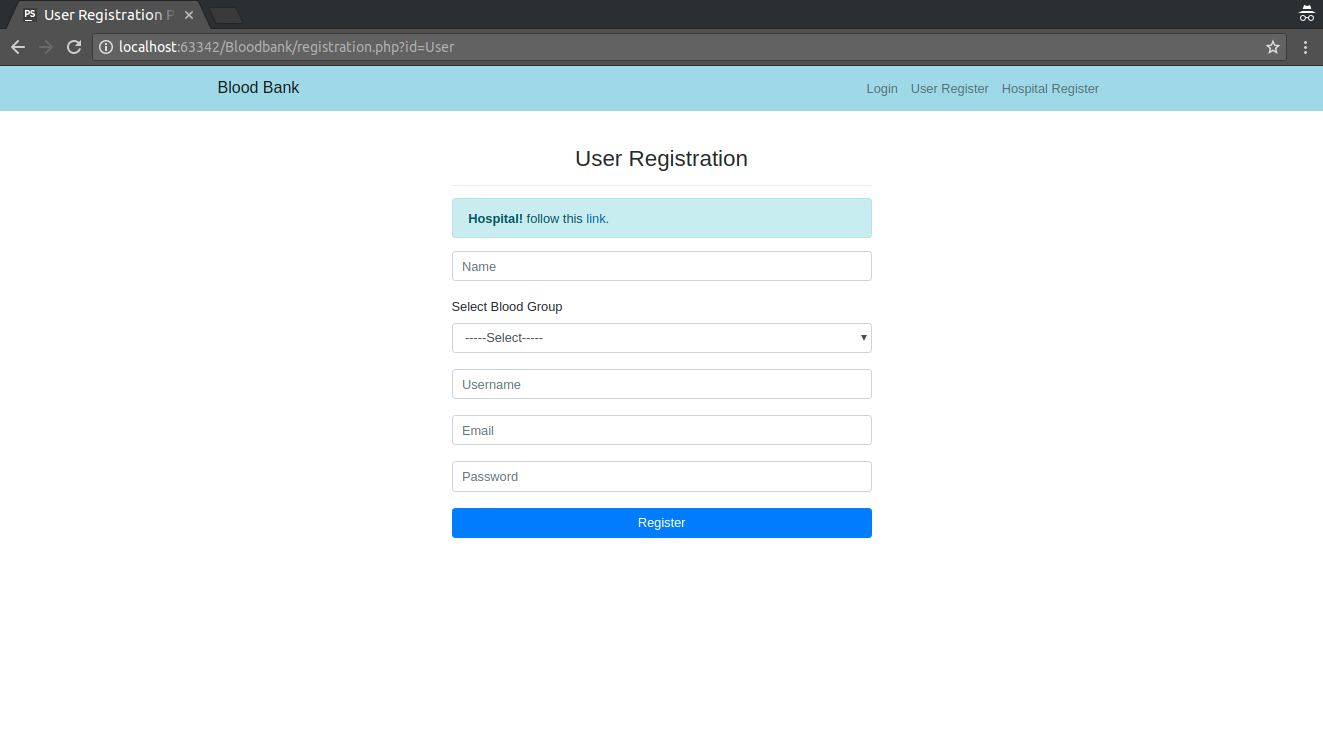 PS User Registration P
localhost:63342/Bloodbank/registration.php?id=User
Blood Bank
Login User Register Hospital Register
User Registration
Hospital! follow this link.
Name
Select Blood Group
-----Select-----
Username
Email
Password
Register